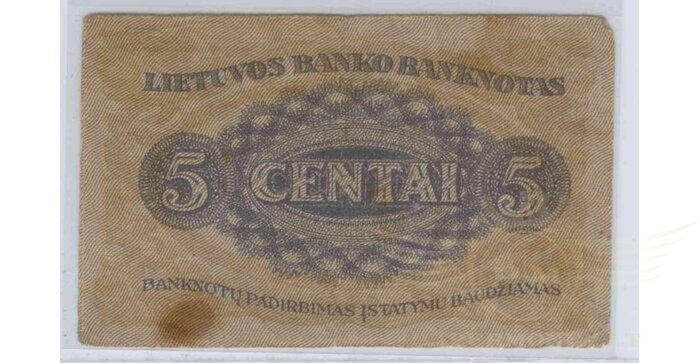 LIETUVOS BANKO BANKNOTAS
5 CENTAI 5
BANKNOTŲ PADIRBIMAS ĮSTATYMU BAUDŽIAMAS